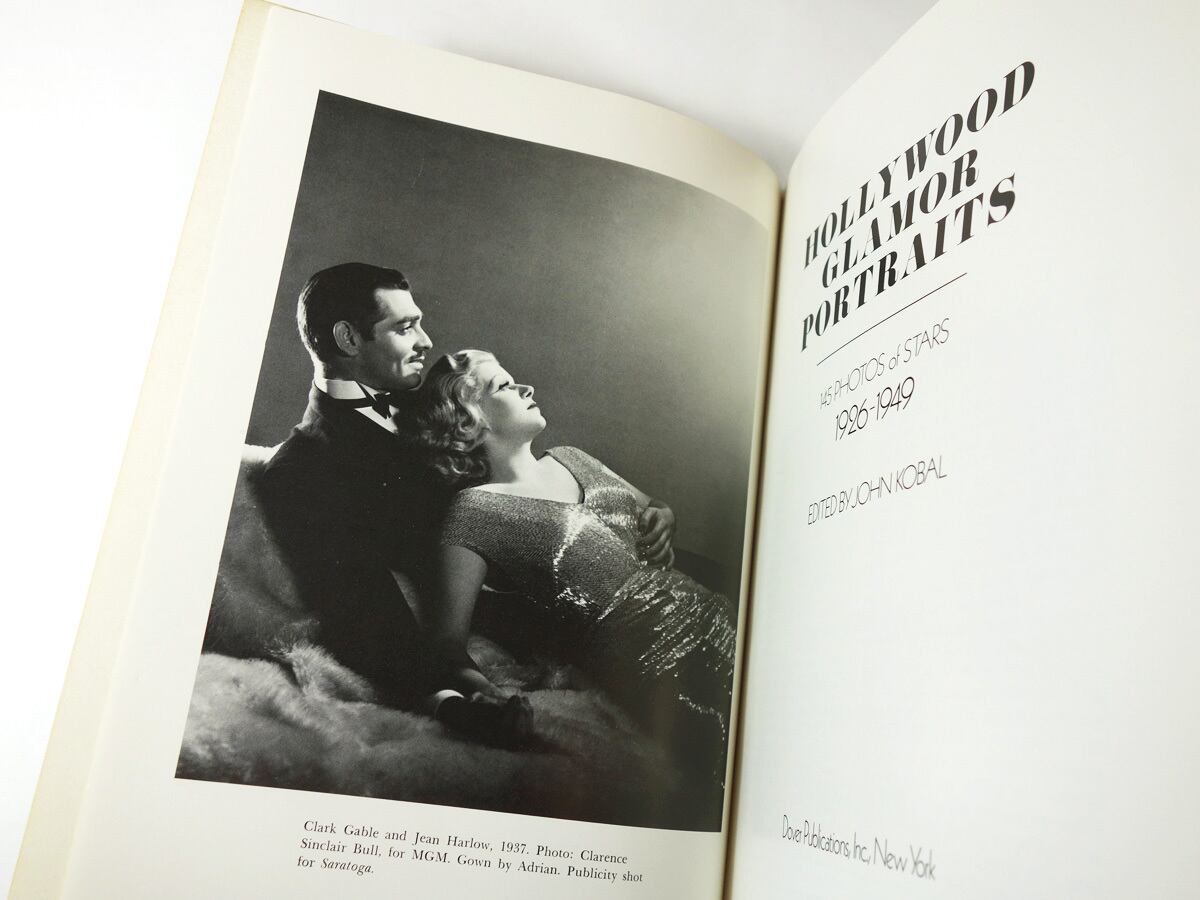 Clark Gable and Jean Harlow, 1937. Photo: Clarence
Sinclair Bull, for MGM. Gown by Adrian. Publicity shot
for Saratoga.
HOLLYWOOD
GLAMOR
PORTRAITS
145 PHOTOS of STARS
1926-1949
EDITED BY JOHN KOBAL
Dover Publications, Inc., New York